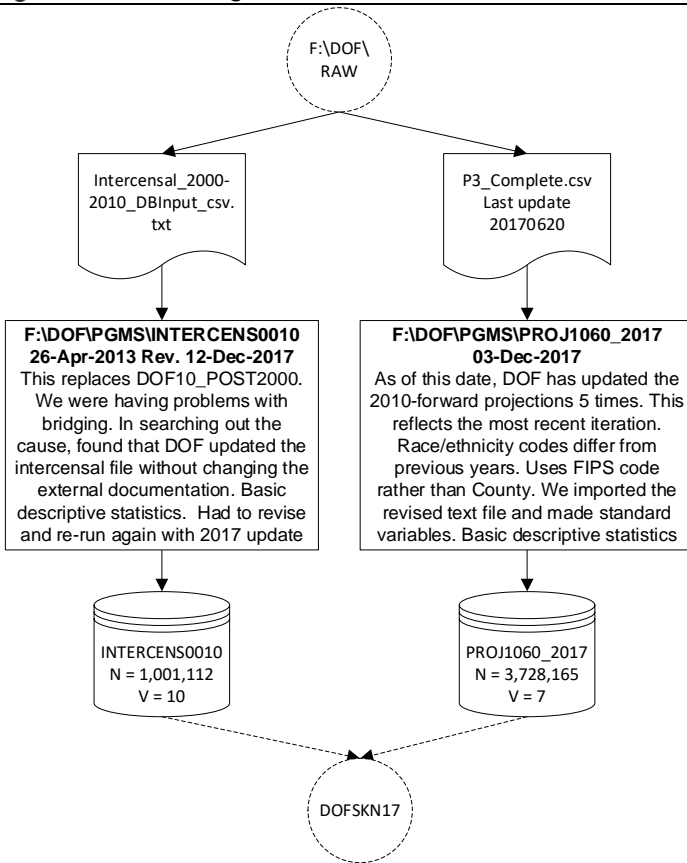 F:\DOF\
RAW
Intercensal_2000-
2010_DBInput_csv.
txt
P3_Complete.csv
Last update
20170620
F:\DOF\PGMS\INTERCENS0010
26-Apr-2013 Rev. 12-Dec-2017
This replaces DOF10_POST2000.
We were having problems with
bridging. In searching out the
cause, found that DOF updated the
intercensal file without changing the
external documentation. Basic
descriptive statistics.  Had to revise
and re-run again with 2017 update
F:\DOF\PGMS\PROJ1060_2017
03-Dec-2017
As of this date, DOF has updated the
2010-forward projections 5 times. This
reflects the most recent iteration.
Race/ethnicity codes differ from
previous years. Uses FIPS code
rather than County. We imported the
revised text file and made standard
variables. Basic descriptive statistics
INTERCENS0010
N = 1,001,112
V = 10
PROJ1060_2017
N = 3,728,165
V = 7
DOFSKN17